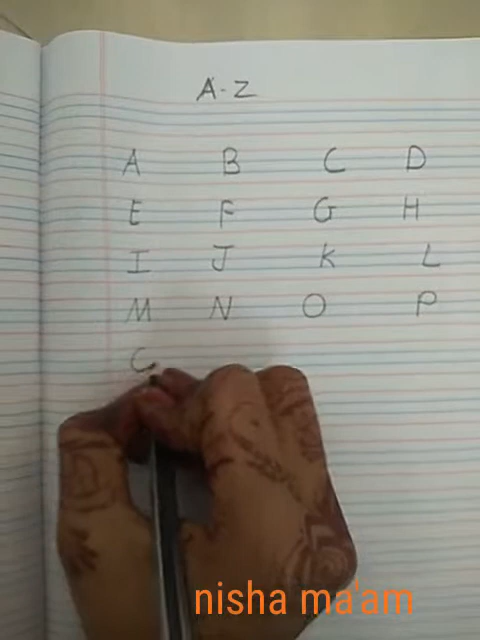 A-Z
A B C D
E F G H
I J K L
M N O P
nisha ma'am